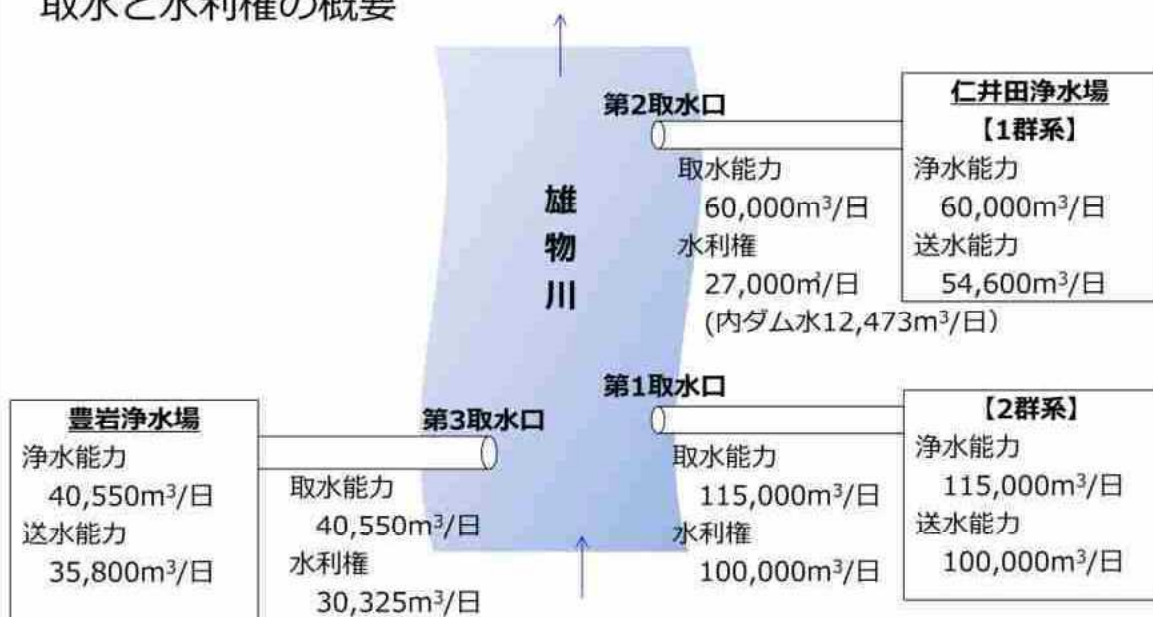 取水と水利権の概要
第2取水口
取水能力
60,000m³/日
水利権
27,000㎥/日
(内ダム水12,473m³/日）
仁井田浄水場
【1群系】
浄水能力
60,000m³/日
送水能力
54,600m³/日
雄物川
第1取水口
取水能力
115,000m³/日
水利権
100,000m³/日
【2群系】
浄水能力
115,000m³/日
送水能力
100,000m³/日
豊岩浄水場
浄水能力
40,550m³/日
送水能力
35,800m³/日
第3取水口
取水能力
40,550m³/日
水利権
30,325m³/日